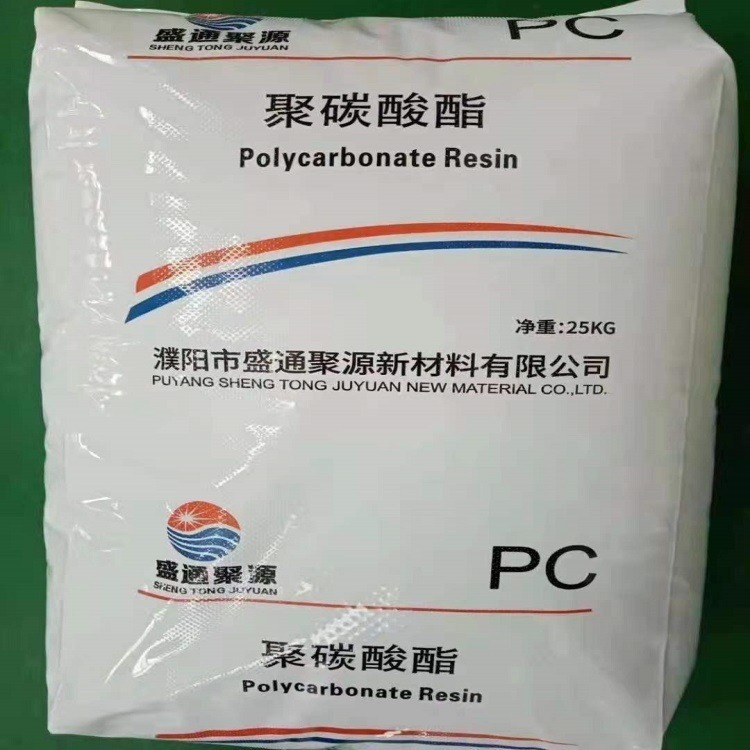 盛通聚源
SHENG TONG JUYUAN
PC
聚碳酸酯
Polycarbonate Resin
净重:25KG
濮阳市盛通聚源新材料有限公司
PUYANG SHENG TONG JUYUAN NEW MATERIAL CO.,LTD.
盛通聚源
SHENG TONG JUYUAN
PC
聚碳酸酯
Polycarbonate Resin